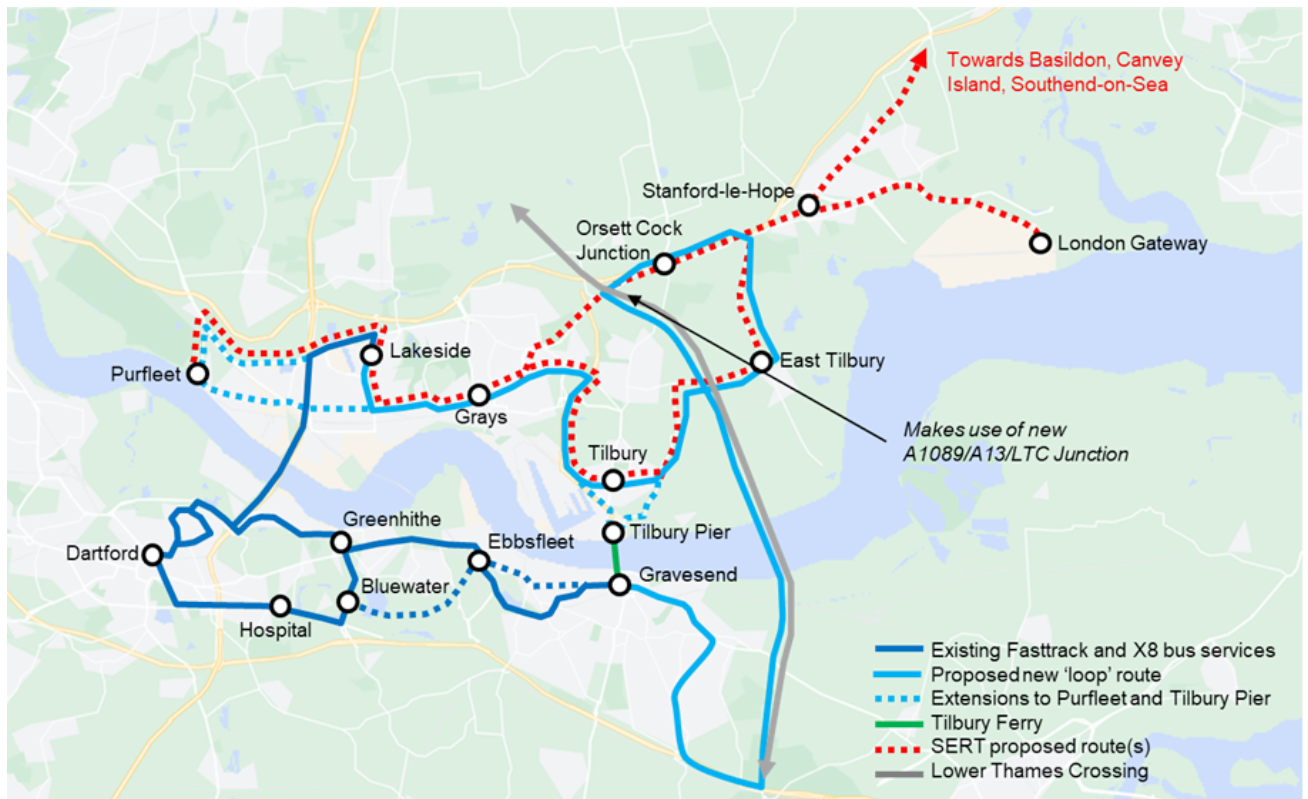 Towards Basildon, Canvey
Island, Southend-on-Sea
Stanford-le-Hope
Orsett Cock
Junction
London Gateway
Lakeside
East Tilbury
Purfleet
Grays
Makes use of new
A1089/A13/LTC Junction
Tilbury
Greenhithe
Tilbury Pier
Ebbsfleet
Dartford
Gravesend
Bluewater
Hospital
Existing Fasttrack and X8 bus services
Proposed new ‘loop’ route
Extensions to Purfleet and Tilbury Pier
Tilbury Ferry
SERT proposed route(s)
Lower Thames Crossing